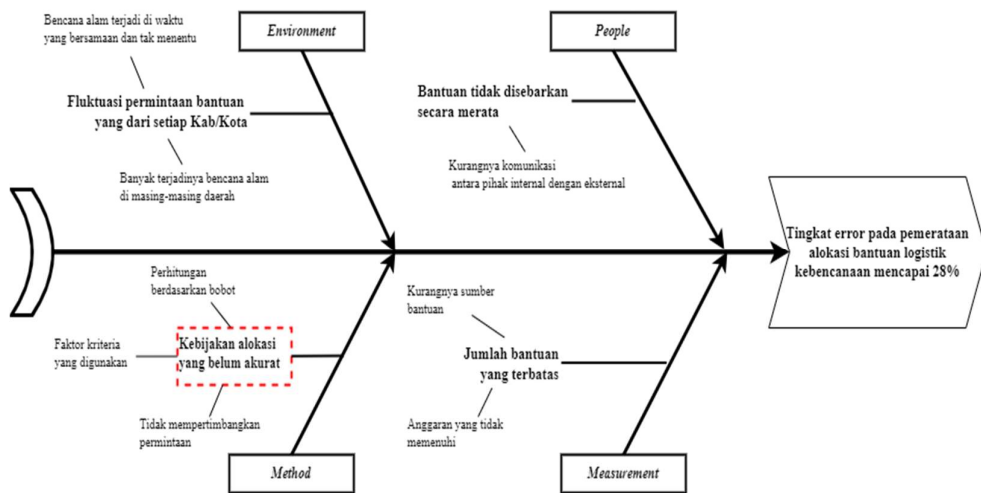 Bencana alam terjadi di waktu
yang bersamaan dan tak menentu
Environment
People
Fluktuasi permintaan bantuan
yang dari setiap Kab/Kota
Bantuan tidak disebarkan
secara merata
Banyak terjadinya bencana alam
di masing-masing daerah
Kurangnya komunikasi
antara pihak internal dengan eksternal
Tingkat error pada pemerataan
alokasi bantuan logistik
kebencanaan mencapai 28%
Perhitungan
berdasarkan bobot
Faktor kriteria
yang digunakan
Kebijakan alokasi
yang belum akurat
Tidak mempertimbangkan
permintaan
Kurangnya sumber
bantuan
Jumlah bantuan
yang terbatas
Anggaran yang tidak
memenuhi
Method
Measurement